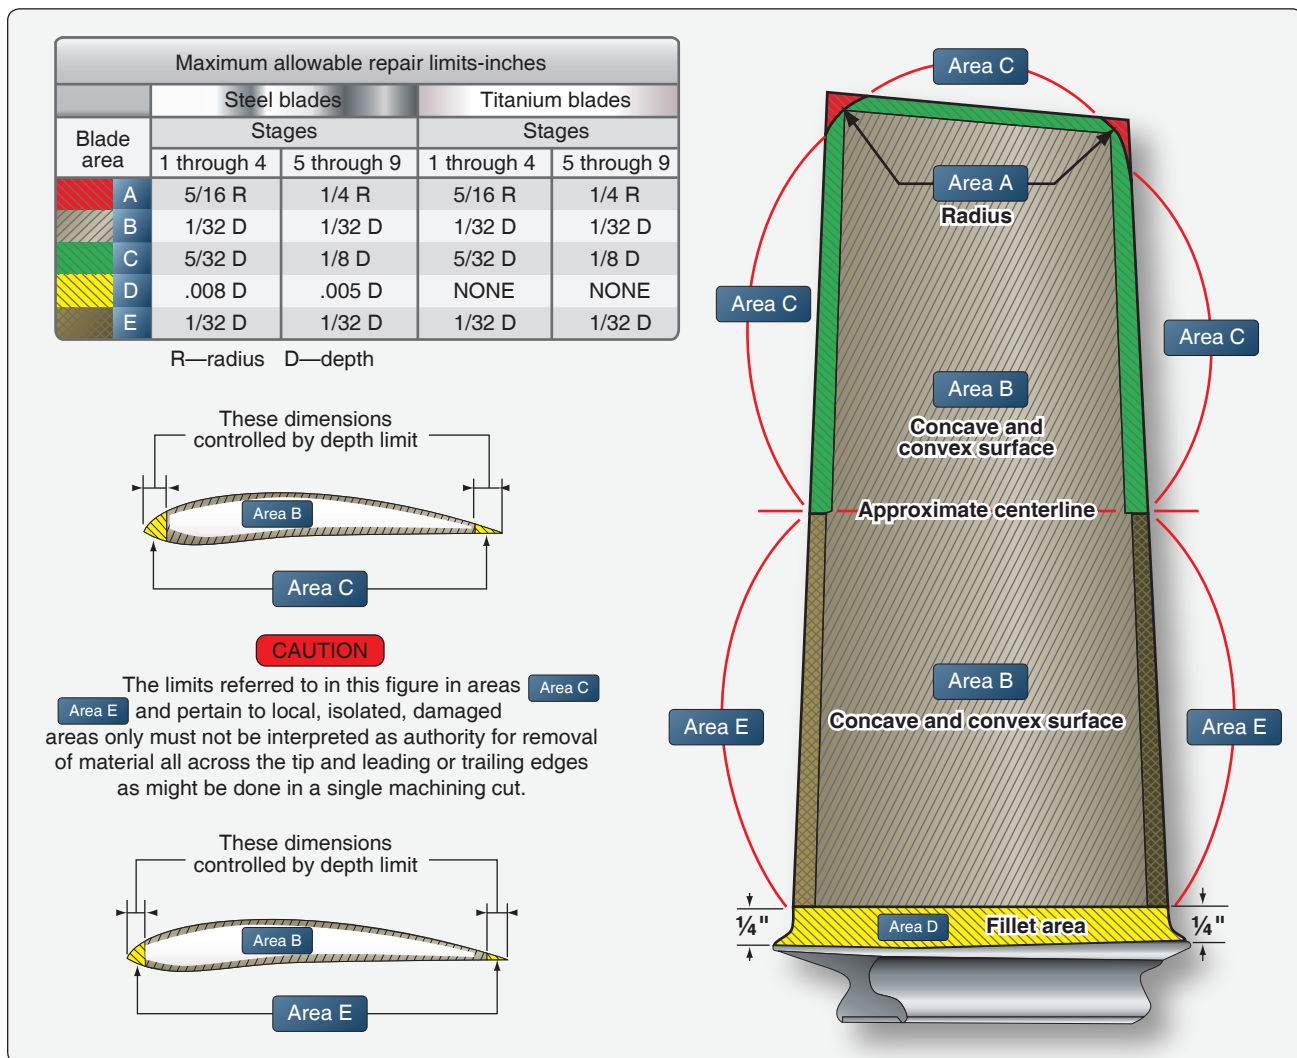 Maximum allowable repair limits-inches
Steel blades Titanium blades
Blade area Stages Stages
1 through 4 5 through 9 1 through 4 5 through 9
A 5/16 R 1/4 R 5/16 R 1/4 R
B 1/32 D 1/32 D 1/32 D 1/32 D
C 5/32 D 1/8 D 5/32 D 1/8 D
D .008 D .005 D NONE NONE
E 1/32 D 1/32 D 1/32 D 1/32 D
R—radius D—depth
These dimensions
controlled by depth limit
Area B
Area C
CAUTION
The limits referred to in this figure in areas Area C
Area E and pertain to local, isolated, damaged
areas only must not be interpreted as authority for removal
of material all across the tip and leading or trailing edges
as might be done in a single machining cut.
These dimensions
controlled by depth limit
Area B
Area E
Area C
Area A
Radius
Area C
Area C
Area B
Concave and
convex surface
Approximate centerline
Area B
Concave and convex surface
Area E
Area E
1/4"
Area D Fillet area
1/4"